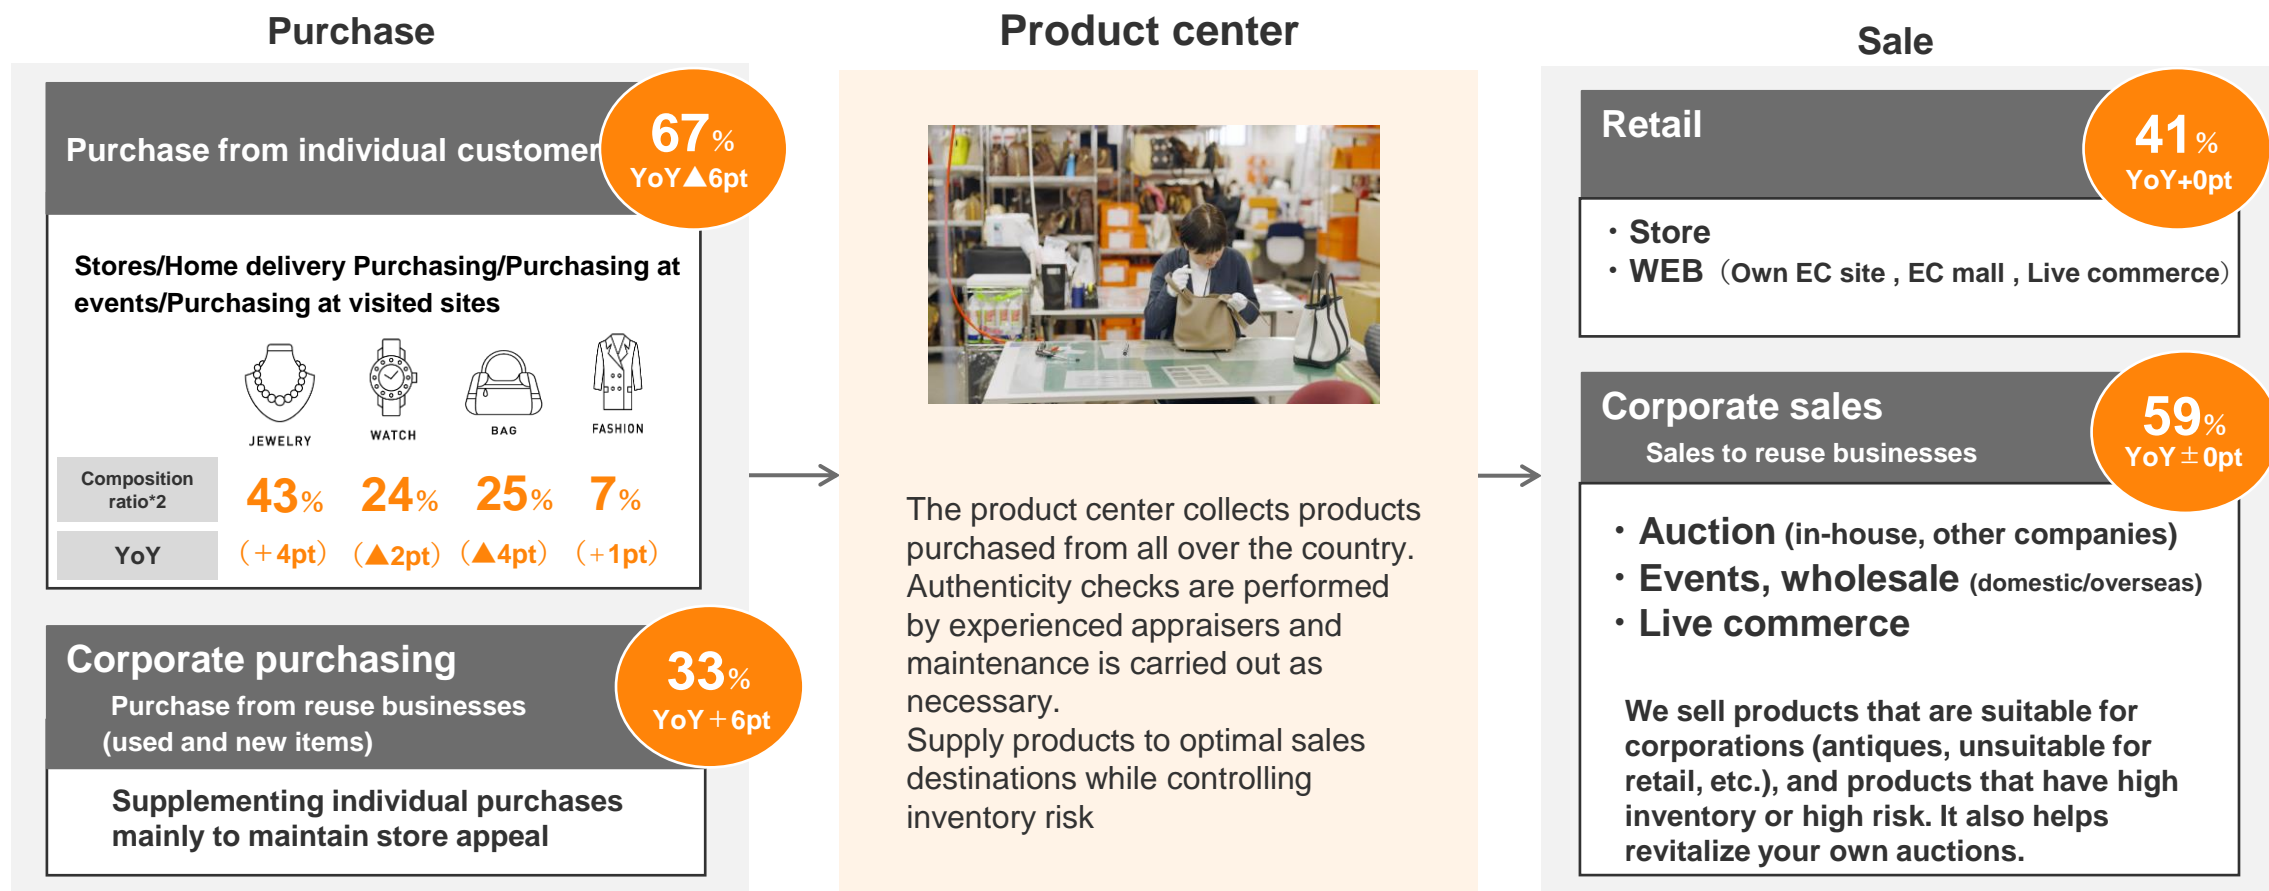 Purchase
Purchase from individual customer
67%
YoY▲6pt
Stores/Home delivery Purchasing/Purchasing at
events/Purchasing at visited sites
JEWELRY
WATCH
BAG
FASHION
Composition
ratio*2
43%
24%
25%
7%
YoY
（＋4pt）
（▲2pt）
（▲4pt）
（+1pt）
Corporate purchasing
Purchase from reuse businesses
(used and new items)
33%
YoY＋6pt
Supplementing individual purchases
mainly to maintain store appeal
Product center
The product center collects products
purchased from all over the country.
Authenticity checks are performed
by experienced appraisers and
maintenance is carried out as
necessary.
Supply products to optimal sales
destinations while controlling
inventory risk
Sale
Retail
41%
YoY+0pt
・Store
・WEB（Own EC site , EC mall , Live commerce）
Corporate sales
Sales to reuse businesses
59%
YoY±0pt
・Auction (in-house, other companies)
・Events, wholesale (domestic/overseas)
・Live commerce
We sell products that are suitable for
corporations (antiques, unsuitable for
retail, etc.), and products that have high
inventory or high risk. It also helps
revitalize your own auctions.